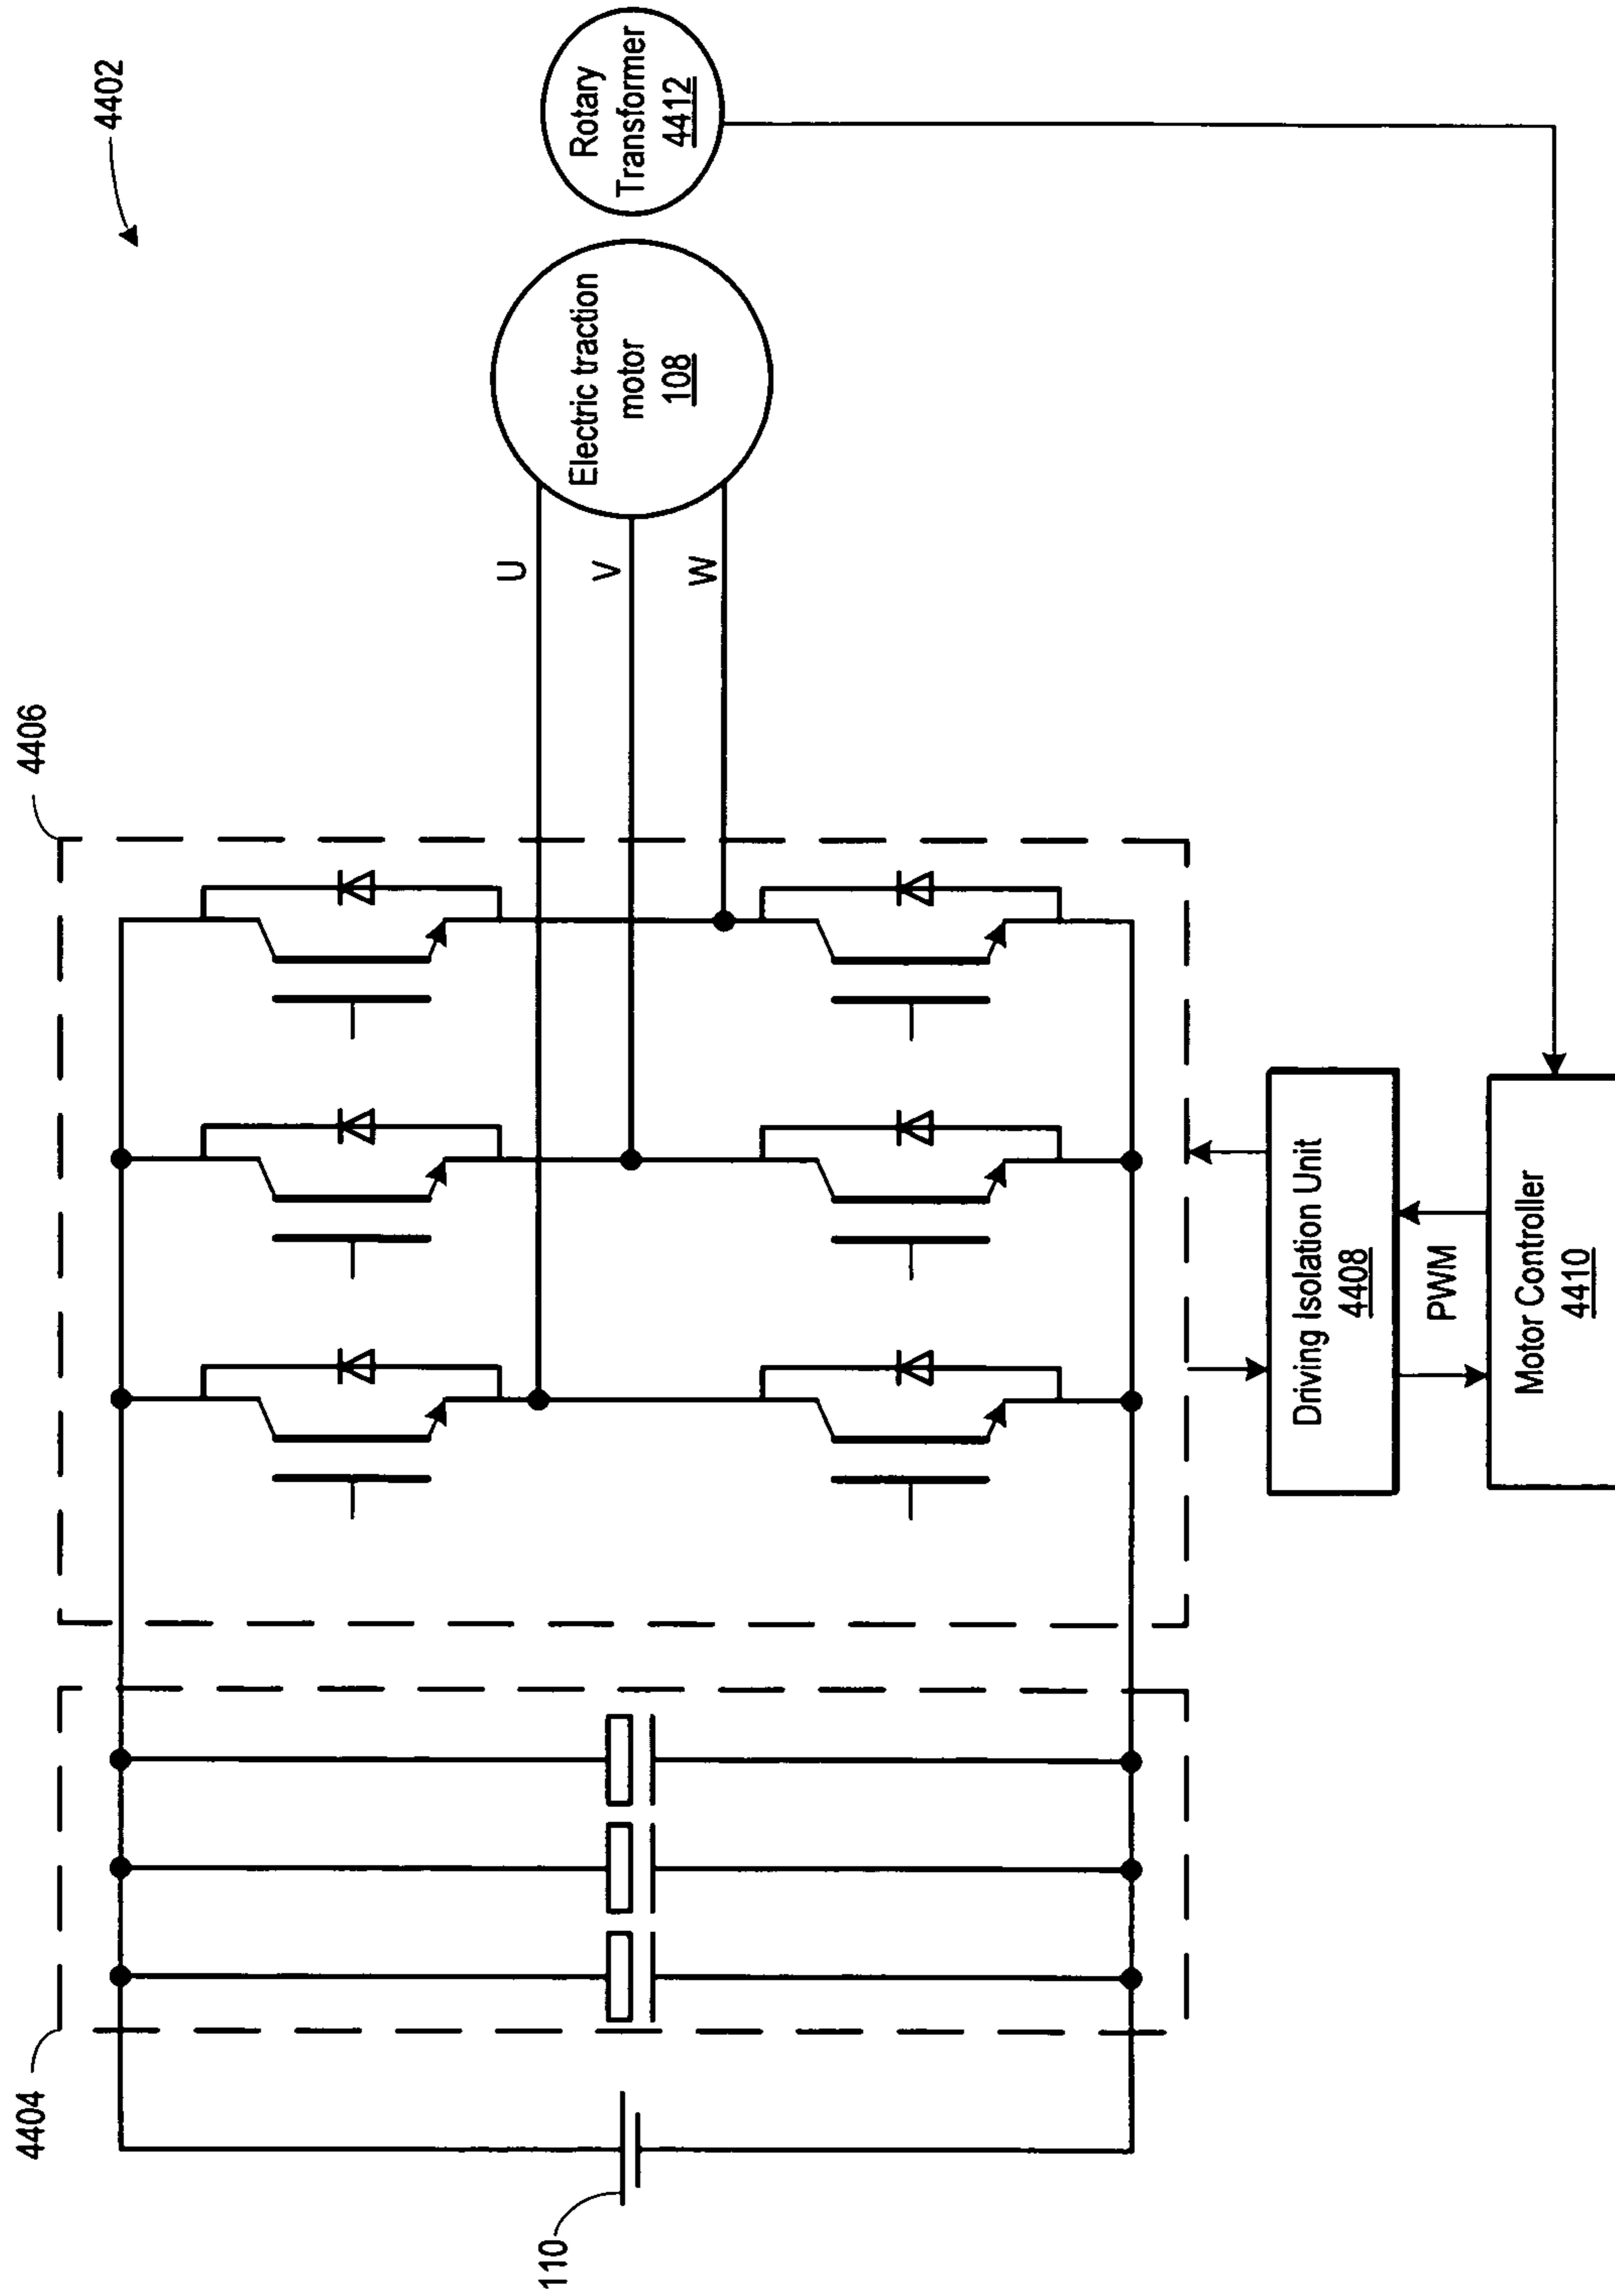 4402
4406
4404
110
U
V
W
Electric traction
motor
108
Rotary
Transformer
4412
Driving Isolation Unit
4408
PWM
Motor Controller
4410